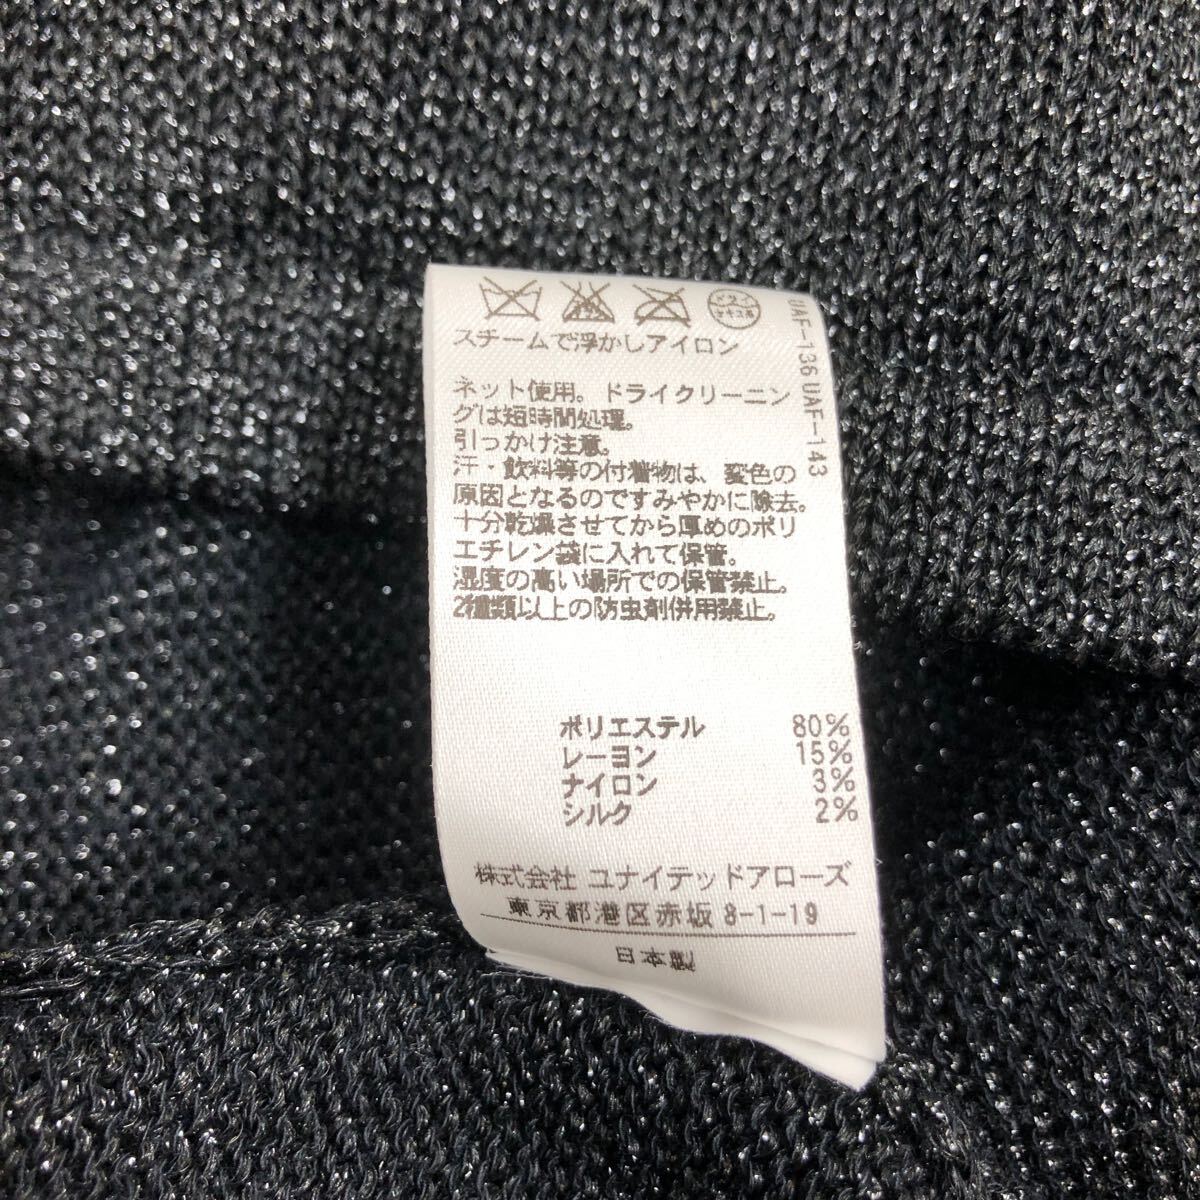 スチームで浮かしアイロン
ネット使用。ドライクリーニン
グは短時間処理。
引っかけ注意。
汗・飲料等の付着物は、変色の
原因となるのですみやかに除去。
十分乾燥させてから厚めのポリ
エチレン袋に入れて保管。
湿度の高い場所での保管禁止。
2種類以上の防虫剤併用禁止。
ポリエステル 80%
レーヨン 15%
ナイロン 3%
シルク 2%
株式会社 ユナイテッドアローズ
東京都港区赤坂 8-1-19
日本製
UAF-136 UAF-143